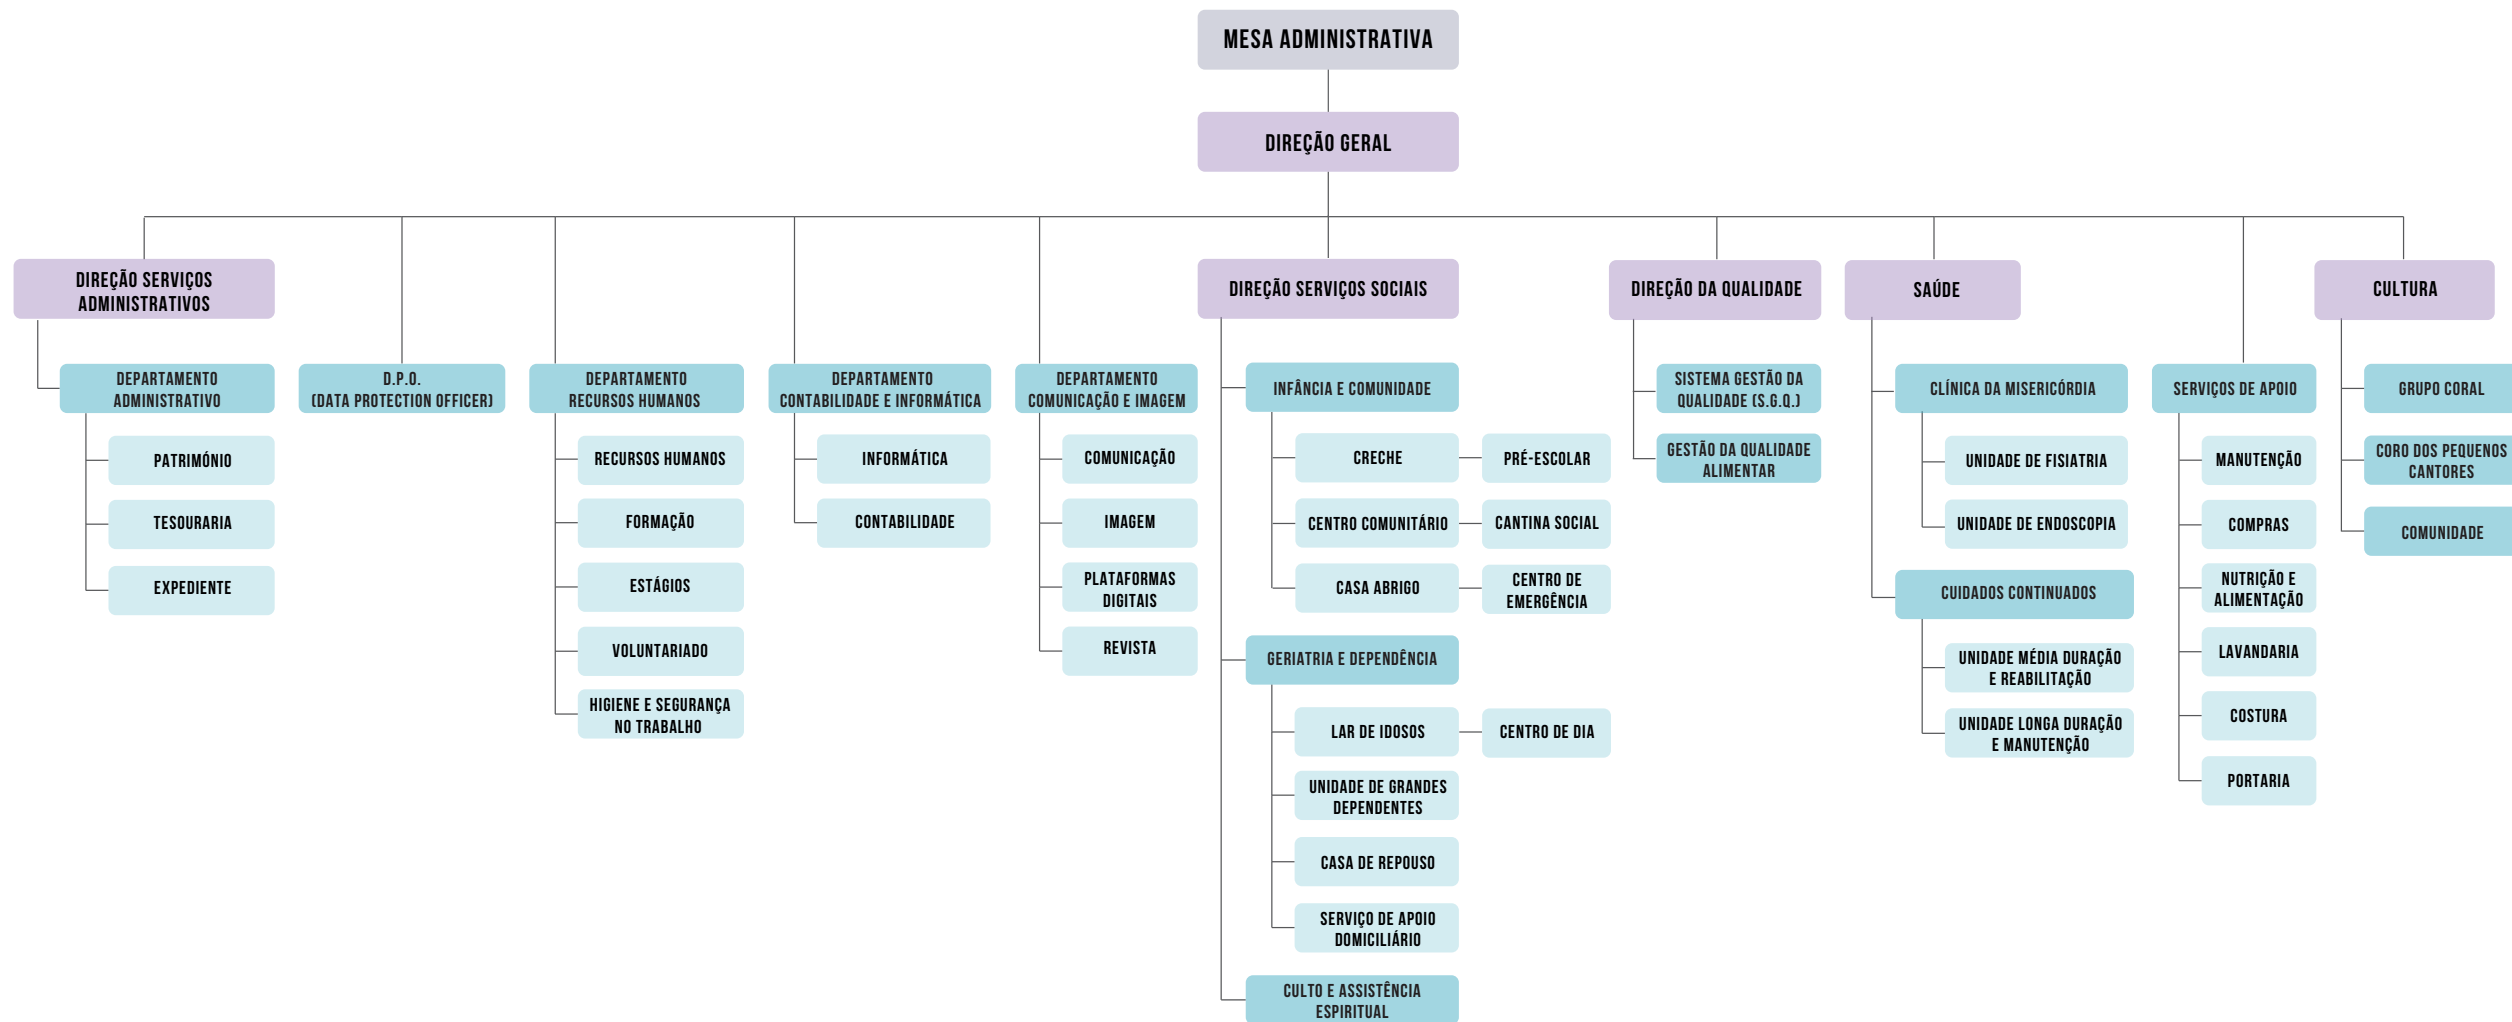 MESA ADMINISTRATIVA
DIREÇÃO GERAL
DIREÇÃO SERVIÇOS
ADMINISTRATIVOS
DEPARTAMENTO
ADMINISTRATIVO
PATRIMÓNIO
TESOURARIA
EXPEDIENTE
D.P.O.
(DATA PROTECTION OFFICER)
DEPARTAMENTO
RECURSOS HUMANOS
RECURSOS HUMANOS
FORMAÇÃO
ESTÁGIOS
VOLUNTARIADO
HIGIENE E SEGURANÇA
NO TRABALHO
DEPARTAMENTO
CONTABILIDADE E INFORMÁTICA
INFORMÁTICA
CONTABILIDADE
DEPARTAMENTO
COMUNICAÇÃO E IMAGEM
COMUNICAÇÃO
IMAGEM
PLATAFORMAS
DIGITAIS
REVISTA
DIREÇÃO SERVIÇOS SOCIAIS
INFÂNCIA E COMUNIDADE
CRECHE
PRÉ-ESCOLAR
CENTRO COMUNITÁRIO
CANTINA SOCIAL
CASA ABRIGO
CENTRO DE
EMERGÊNCIA
GERIATRIA E DEPENDÊNCIA
LAR DE IDOSOS
CENTRO DE DIA
UNIDADE DE GRANDES
DEPENDENTES
CASA DE REPOUSO
SERVIÇO DE APOIO
DOMICILIÁRIO
CULTO E ASSISTÊNCIA
ESPIRITUAL
DIREÇÃO DA QUALIDADE
SISTEMA GESTÃO DA
QUALIDADE (S.G.Q.)
GESTÃO DA QUALIDADE
ALIMENTAR
SAÚDE
CLÍNICA DA MISERICÓRDIA
UNIDADE DE FISIATRIA
UNIDADE DE ENDOSCOPIA
CUIDADOS CONTINUADOS
UNIDADE MÉDIA DURAÇÃO
E REABILITAÇÃO
UNIDADE LONGA DURAÇÃO
E MANUTENÇÃO
SERVIÇOS DE APOIO
MANUTENÇÃO
COMPRAS
NUTRIÇÃO E
ALIMENTAÇÃO
LAVANDARIA
COSTURA
PORTARIA
CULTURA
GRUPO CORAL
CORO DOS PEQUENOS
CANTORES
COMUNIDADE